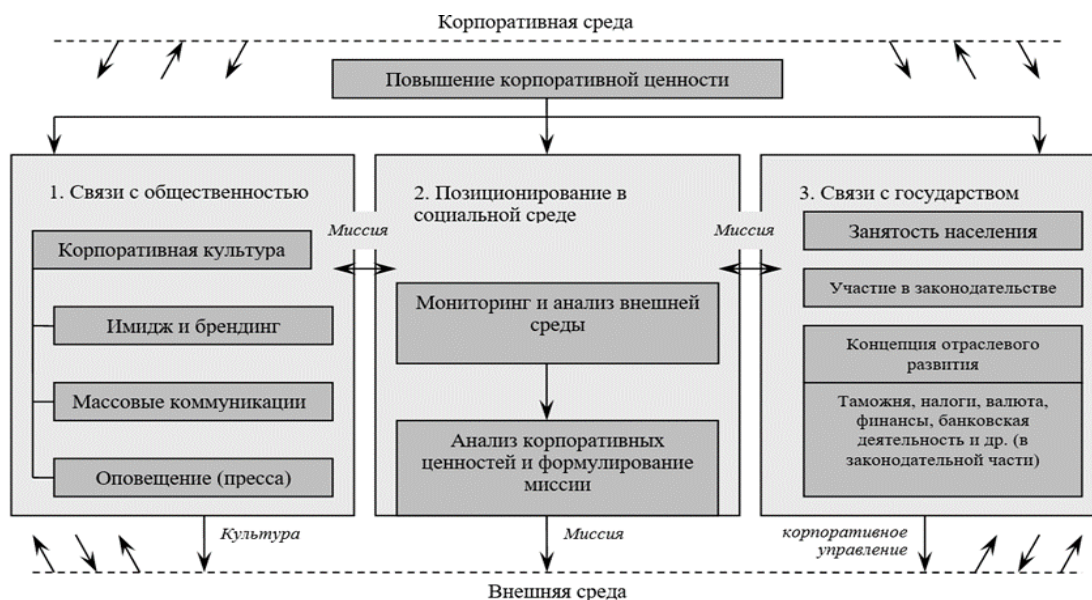 Корпоративная среда
Повышение корпоративной ценности
1. Связи с общественностью
Корпоративная культура
Имидж и брендинг
Массовые коммуникации
Оповещение (пресса)
Миссия
2. Позиционирование в
социальной среде
Мониторинг и анализ внешней
среды
Анализ корпоративных
ценностей и формулирование
миссии
Миссия
3. Связи с государством
Занятость населения
Участие в законодательстве
Концепция отраслевого
развития
Таможня, налоги, валюта,
финансы, банковская
деятельность и др. (в
законодательной части)
Культура
Миссия
корпоративное
управление
Внешняя среда